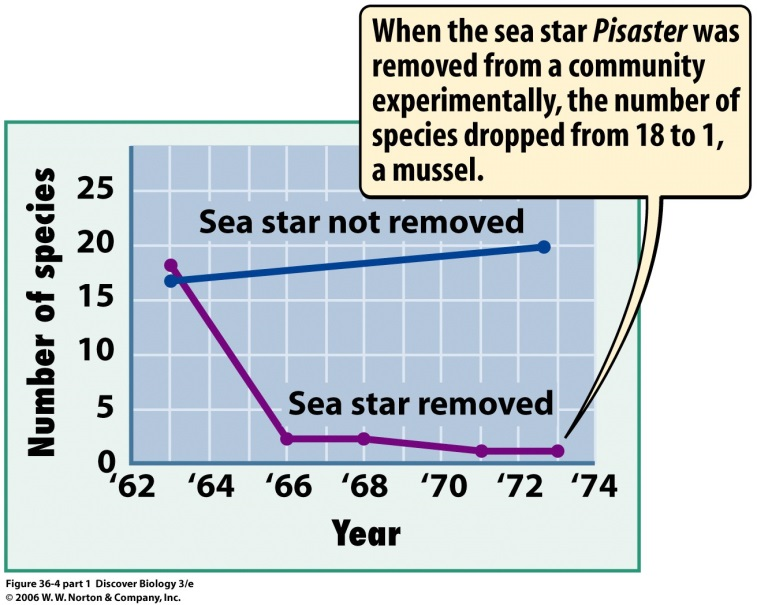 When the sea star Pisaster was
removed from a community
experimentally, the number of
species dropped from 18 to 1,
a mussel.
Number of species
25
20
15
10
5
0
Sea star not removed
Sea star removed
‘62 ‘64 ‘66 ‘68 ‘70 ‘72 ‘74
Year
Figure 36-4 part 1 Discover Biology 3/e
© 2006 W. W. Norton & Company, Inc.